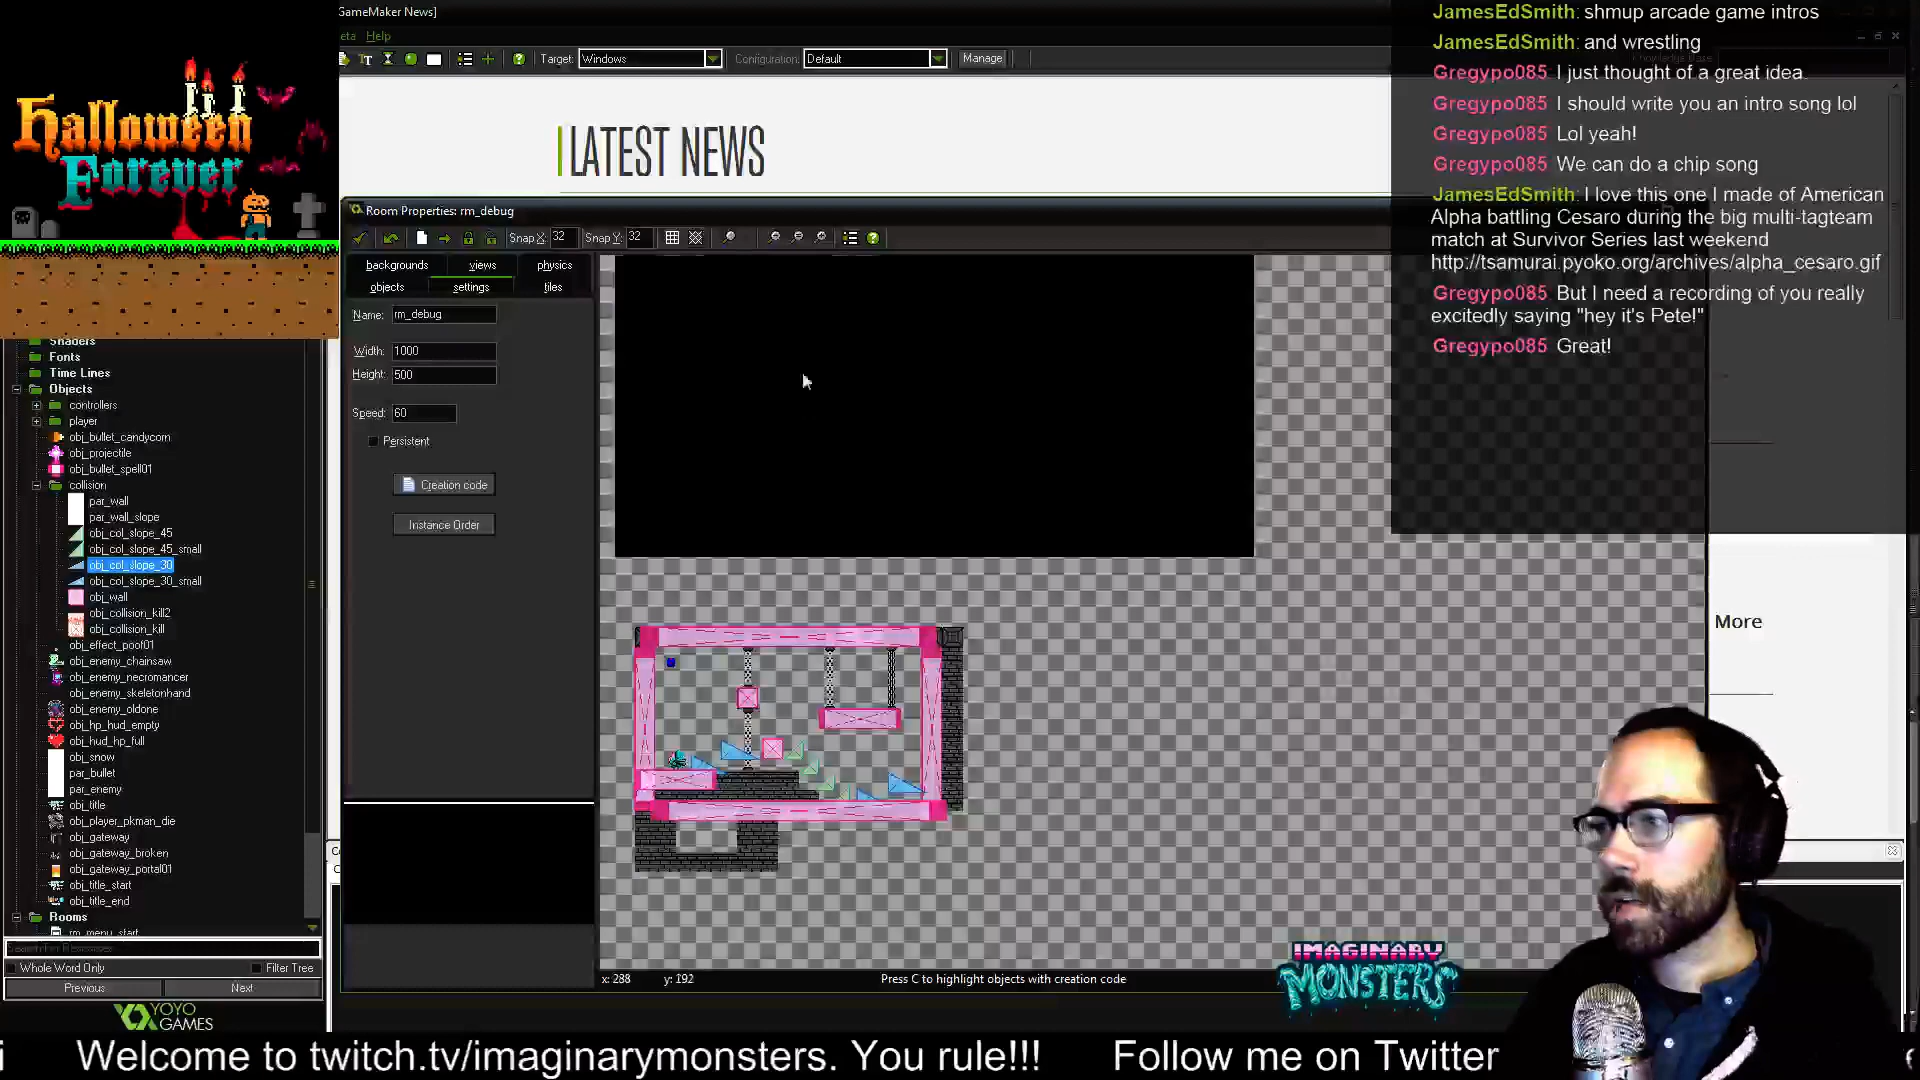 GameMaker News]
eta Help
Target: Windows Configuration: Default Manage
Halloween
Forever
LATEST NEWS
Room Properties: rm_debug
Snap X: 32 Snap Y: 32
backgrounds views physics
objects settings tiles
Name: rm_debug
Width: 1000
Height: 500
Speed: 60
Persistent
Creation code
Instance Order
x: 288 y: 192 Press C to highlight objects with creation code
Shaders
Fonts
Time Lines
Objects
controllers
player
obj_bullet_candycorn
obj_projectile
obj_bullet_spell01
collision
par_wall
par_wall_slope
obj_col_slope_45
obj_col_slope_45_small
obj_col_slope_30
obj_col_slope_30_small
obj_wall
obj_collision_kill2
obj_collision_kill
obj_effect_poof01
obj_enemy_chainsaw
obj_enemy_necromancer
obj_enemy_skeletonhand
obj_enemy_oldone
obj_hp_hud_empty
obj_hud_hp_full
obj_snow
par_bullet
par_enemy
obj_title
obj_player_pkman_die
obj_gateway
obj_gateway_broken
obj_gateway_portal01
obj_title_start
obj_title_end
Rooms
rm_menu_start
Search For Resources
Whole Word Only Filter Tree
Previous Next
YOYO
GAMES
JamesEdSmith: shmup arcade game intros
JamesEdSmith: and wrestling
Gregypo085 I just thought of a great idea.
Gregypo085 I should write you an intro song lol
Gregypo085 Lol yeah!
Gregypo085 We can do a chip song
JamesEdSmith: I love this one I made of American
Alpha battling Cesaro during the big multi-tagteam
match at Survivor Series last weekend
http://tsamurai.pyoko.org/archives/alpha_cesaro.gif
Gregypo085 But I need a recording of you really
excitedly saying "hey it's Pete!"
Gregypo085 Great!
More
IMAGINARY
MONSTERS
i Welcome to twitch.tv/imaginarymonsters. You rule!!! Follow me on Twitter